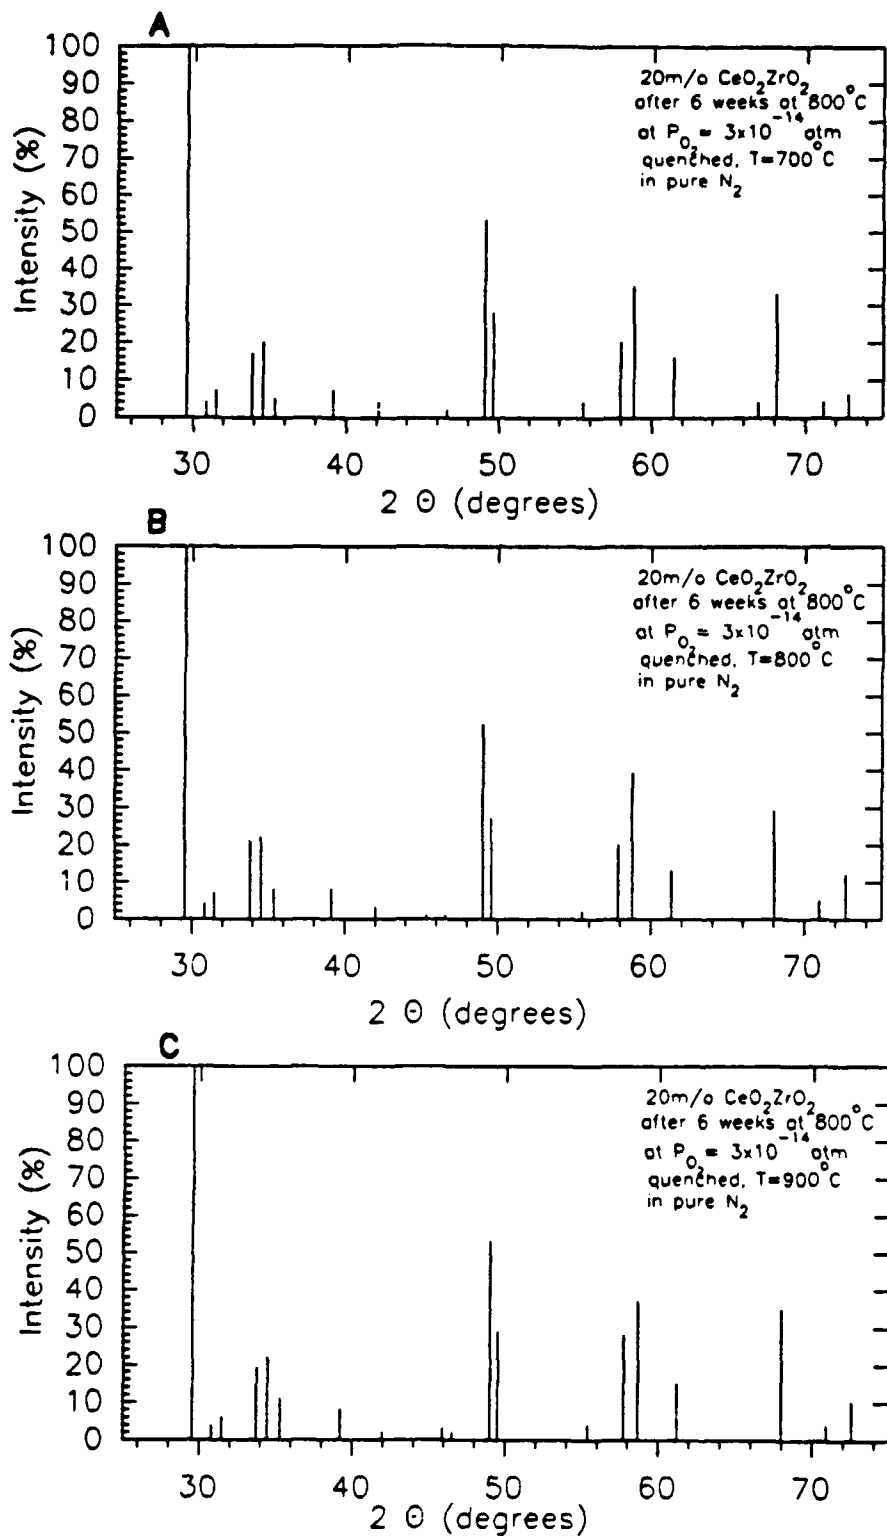 A
100
90
80
70
60
50
40
30
20
10
0
Intensity (%)
20m/o CeO2ZrO2
after 6 weeks at 800°C
at PO2 = 3x10^-14 atm
quenched, T=700°C
in pure N2
30 40 50 60 70
2 Θ (degrees)
B
100
90
80
70
60
50
40
30
20
10
0
Intensity (%)
20m/o CeO2ZrO2
after 6 weeks at 800°C
at PO2 = 3x10^-14 atm
quenched, T=800°C
in pure N2
30 40 50 60 70
2 Θ (degrees)
C
100
90
80
70
60
50
40
30
20
10
0
Intensity (%)
20m/o CeO2ZrO2
after 6 weeks at 800°C
at PO2 = 3x10^-14 atm
quenched, T=900°C
in pure N2
30 40 50 60 70
2 Θ (degrees)